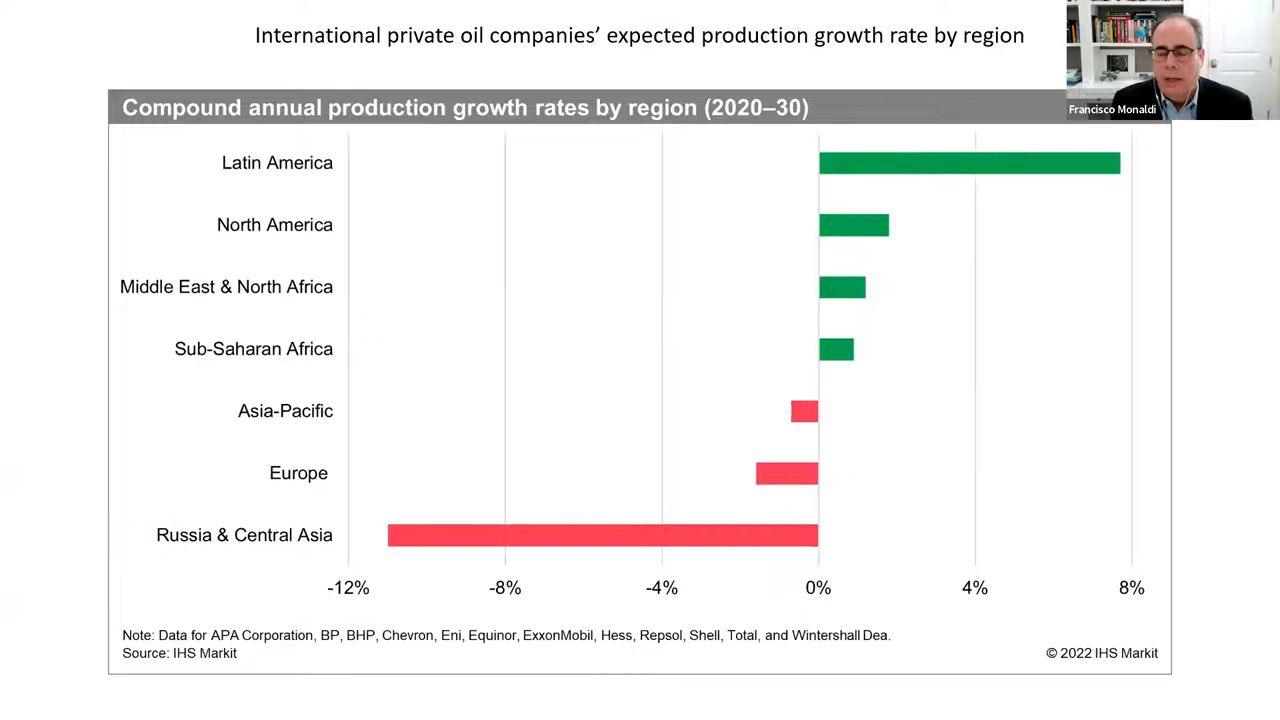 International private oil companies’ expected production growth rate by region
Francisco Monaldi
Compound annual production growth rates by region (2020–30)
Latin America
North America
Middle East & North Africa
Sub-Saharan Africa
Asia-Pacific
Europe
Russia & Central Asia
-12% -8% -4% 0% 4% 8%
Note: Data for APA Corporation, BP, BHP, Chevron, Eni, Equinor, ExxonMobil, Hess, Repsol, Shell, Total, and Wintershall Dea.
Source: IHS Markit
© 2022 IHS Markit